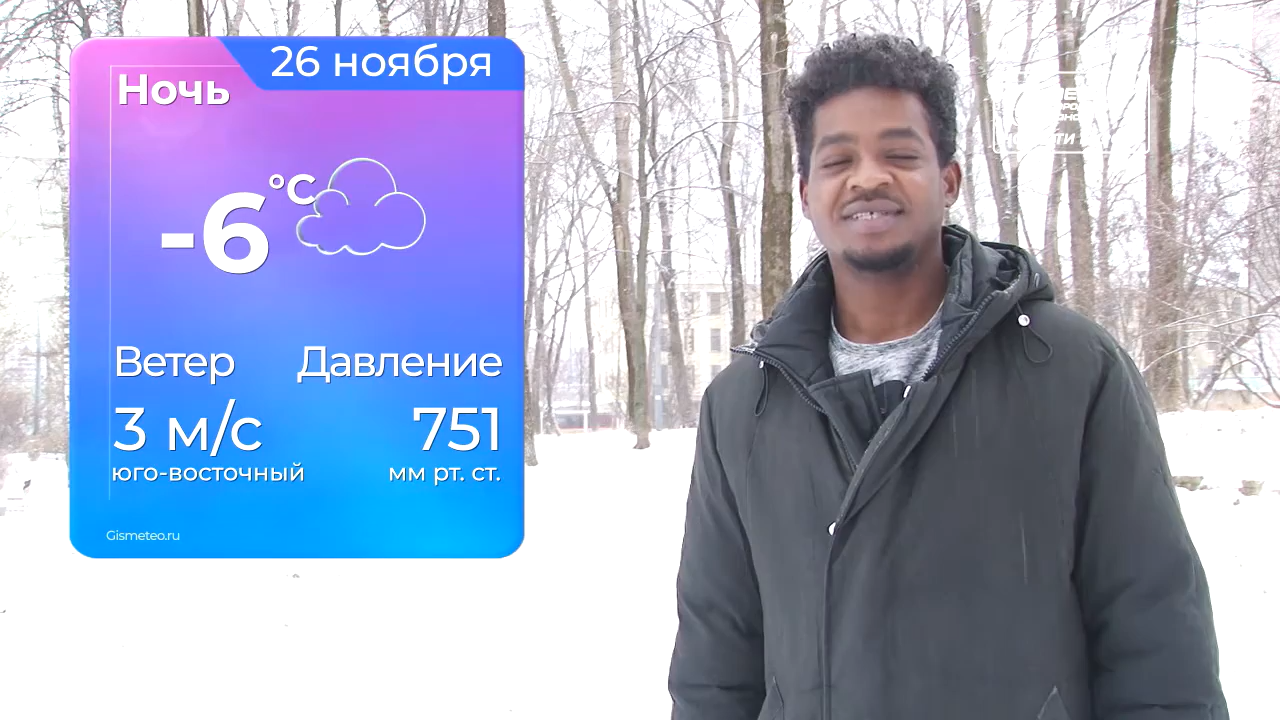 26 ноября
Ночь
-6 °C
Ветер Давление
3 м/с 751
юго-восточный мм рт. ст.
Gismeteo.ru